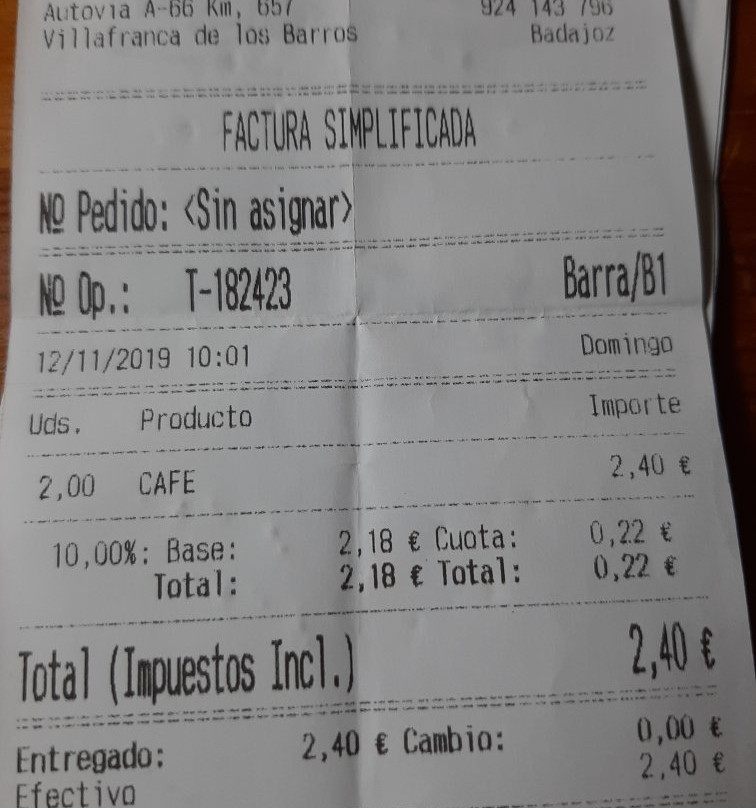 Autovia A-66 Km, 657 924 143 796
Villafranca de los Barros Badajoz
FACTURA SIMPLIFICADA
Nº Pedido: <Sin asignar>
Nº Op.: T-182423 Barra/B1
12/11/2019 10:01 Domingo
Uds. Producto Importe
2,00 CAFE 2,40 €
10,00%: Base: 2,18 € Cuota: 0,22 €
Total: 2,18 € Total: 0,22 €
Total (Impuestos Incl.) 2,40 €
Entregado: 2,40 € Cambio: 0,00 €
Efectivo 2,40 €